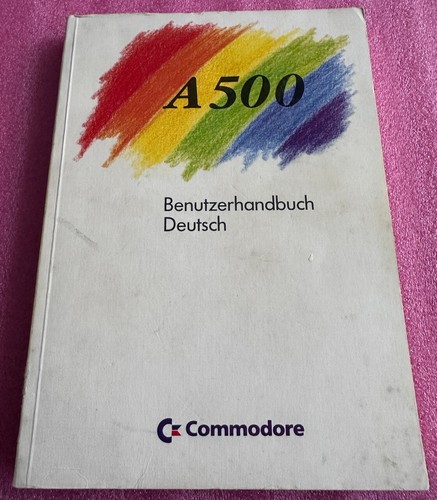 A500
Benutzerhandbuch
Deutsch
Commodore